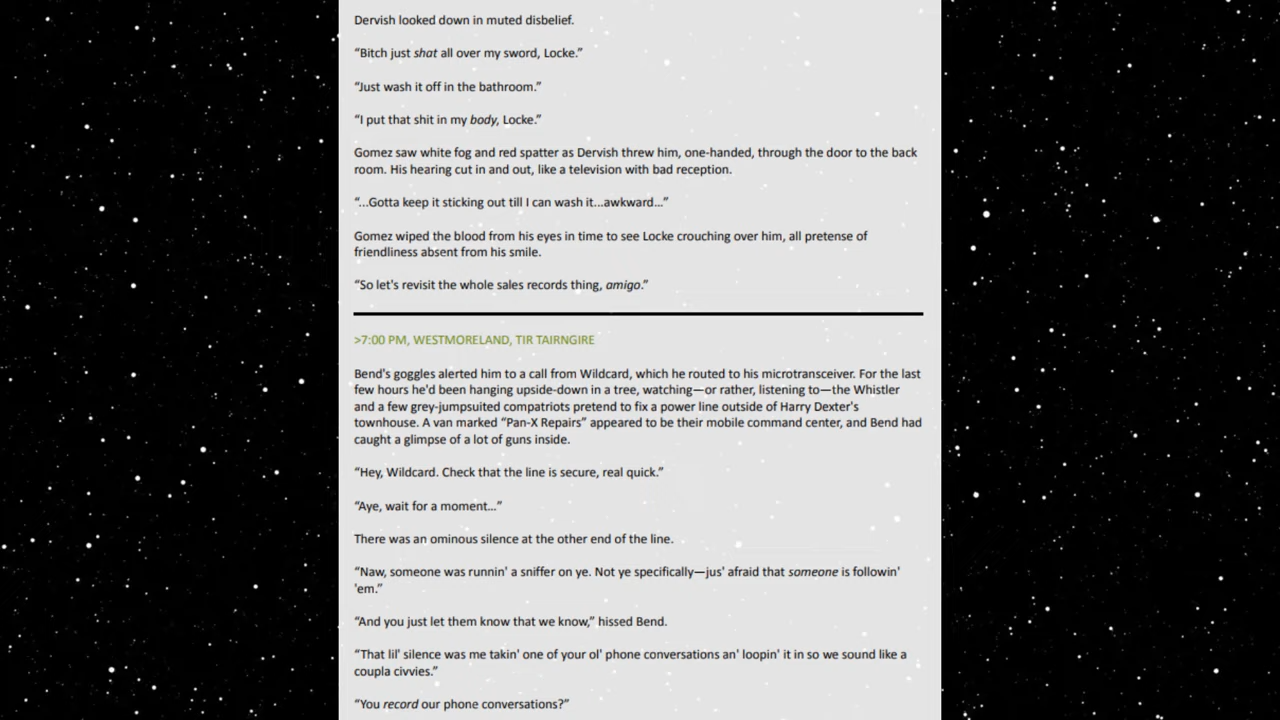 Dervish looked down in muted disbelief.
“Bitch just shat all over my sword, Locke.”
“Just wash it off in the bathroom.”
“I put that shit in my body, Locke.”
Gomez saw white fog and red spatter as Dervish threw him, one-handed, through the door to the back
room. His hearing cut in and out, like a television with bad reception.
“...Gotta keep it sticking out till I can wash it...awkward...”
Gomez wiped the blood from his eyes in time to see Locke crouching over him, all pretense of
friendliness absent from his smile.
“So let's revisit the whole sales records thing, amigo.”
>7:00 PM, WESTMORELAND, TIR TAIRNGIRE
Bend's goggles alerted him to a call from Wildcard, which he routed to his microtransceiver. For the last
few hours he'd been hanging upside-down in a tree, watching—or rather, listening to—the Whistler
and a few grey-jumpsuited compatriots pretend to fix a power line outside of Harry Dexter's
townhouse. A van marked “Pan-X Repairs” appeared to be their mobile command center, and Bend had
caught a glimpse of a lot of guns inside.
“Hey, Wildcard. Check that the line is secure, real quick.”
“Aye, wait for a moment...”
There was an ominous silence at the other end of the line.
“Naw, someone was runnin' a sniffer on ye. Not ye specifically—jus' afraid that someone is followin'
'em.”
“And you just let them know that we know,” hissed Bend.
“That lil' silence was me takin' one of your ol' phone conversations an' loopin' it in so we sound like a
coupla civvies.”
“You record our phone conversations?”